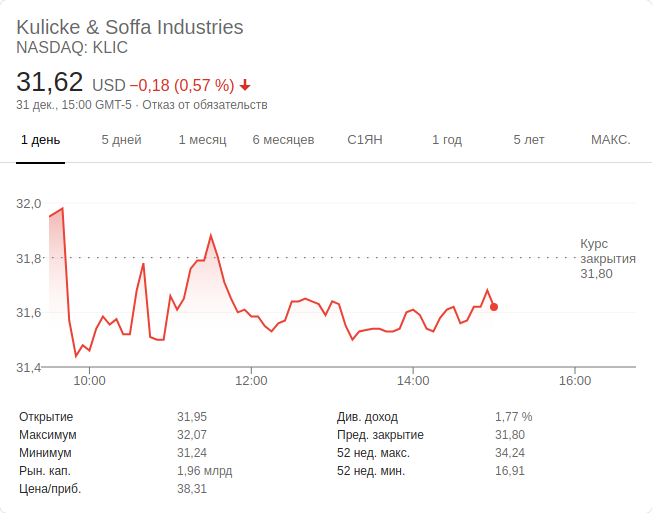 Kulicke & Soffa Industries
NASDAQ: KLIC
31,62 USD −0,18 (0,57 %)
31 дек., 15:00 GMT-5 · Отказ от обязательств
1 день 5 дней 1 месяц 6 месяцев С1ЯН 1 год 5 лет МАКС.
32,0
31,8
31,6
31,4
Курс
закрытия
31,80
10:00 12:00 14:00 16:00
Открытие 31,95 Див. доход 1,77 %
Максимум 32,07 Пред. закрытие 31,80
Минимум 31,24 52 нед. макс. 34,24
Рын. кап. 1,96 млрд 52 нед. мин. 16,91
Цена/приб. 38,31